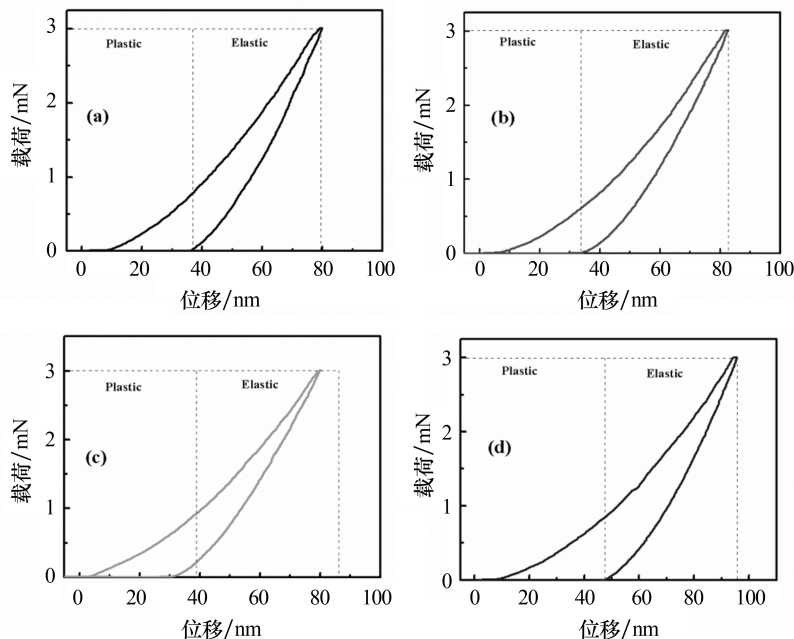 3
Plastic
Elastic
2
(a)
1
0
0
20
40
60
80
100
载荷/mN
位移/nm
3
Plastic
Elastic
2
(b)
1
0
0
20
40
60
80
100
载荷/mN
位移/nm
3
Plastic
Elastic
2
(c)
1
0
0
20
40
60
80
100
载荷/mN
位移/nm
3
Plastic
Elastic
2
(d)
1
0
0
20
40
60
80
100
载荷/mN
位移/nm